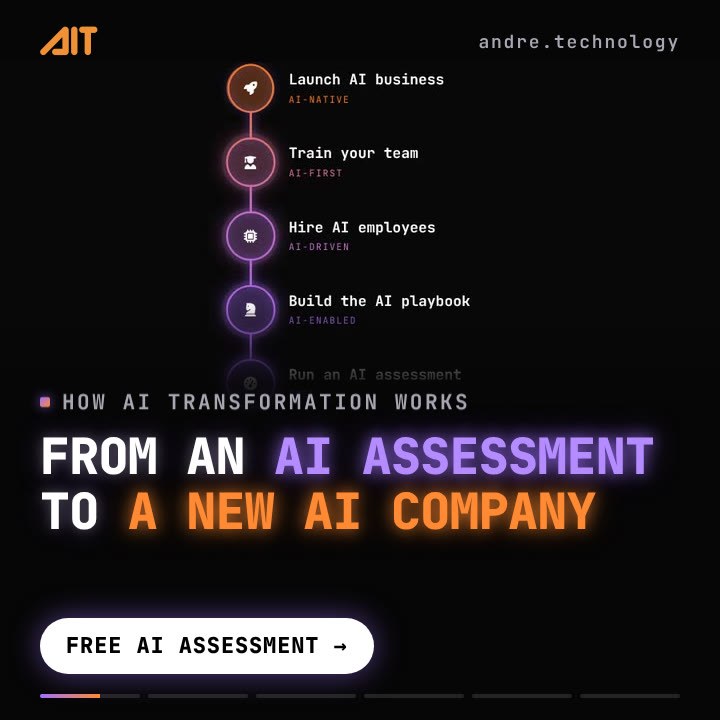 AIT
andre.technology
Launch AI business
AI-NATIVE
Train your team
AI-FIRST
Hire AI employees
AI-DRIVEN
Build the AI playbook
AI-ENABLED
Run an AI assessment
HOW AI TRANSFORMATION WORKS
FROM AN AI ASSESSMENT
TO A NEW AI COMPANY
FREE AI ASSESSMENT →